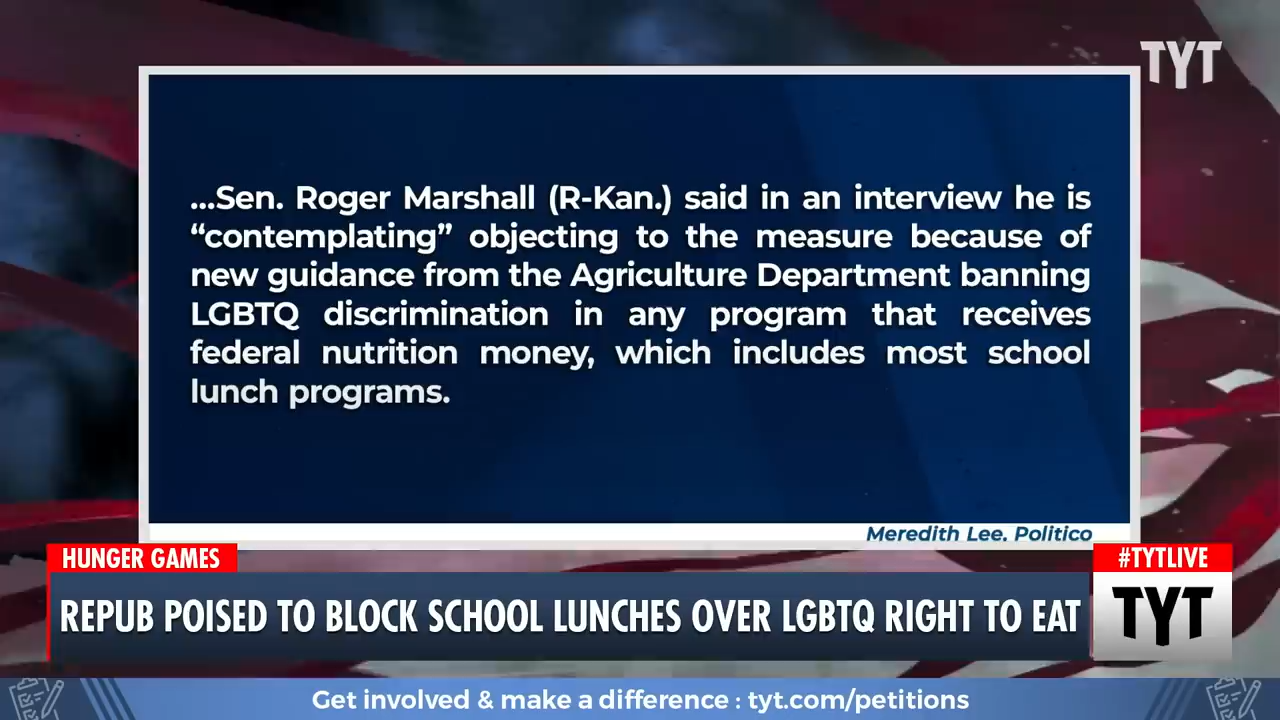 TYT
...Sen. Roger Marshall (R-Kan.) said in an interview he is
“contemplating” objecting to the measure because of
new guidance from the Agriculture Department banning
LGBTQ discrimination in any program that receives
federal nutrition money, which includes most school
lunch programs.
Meredith Lee, Politico
HUNGER GAMES
#TYTLIVE
REPUB POISED TO BLOCK SCHOOL LUNCHES OVER LGBTQ RIGHT TO EAT
TYT
Get involved & make a difference : tyt.com/petitions